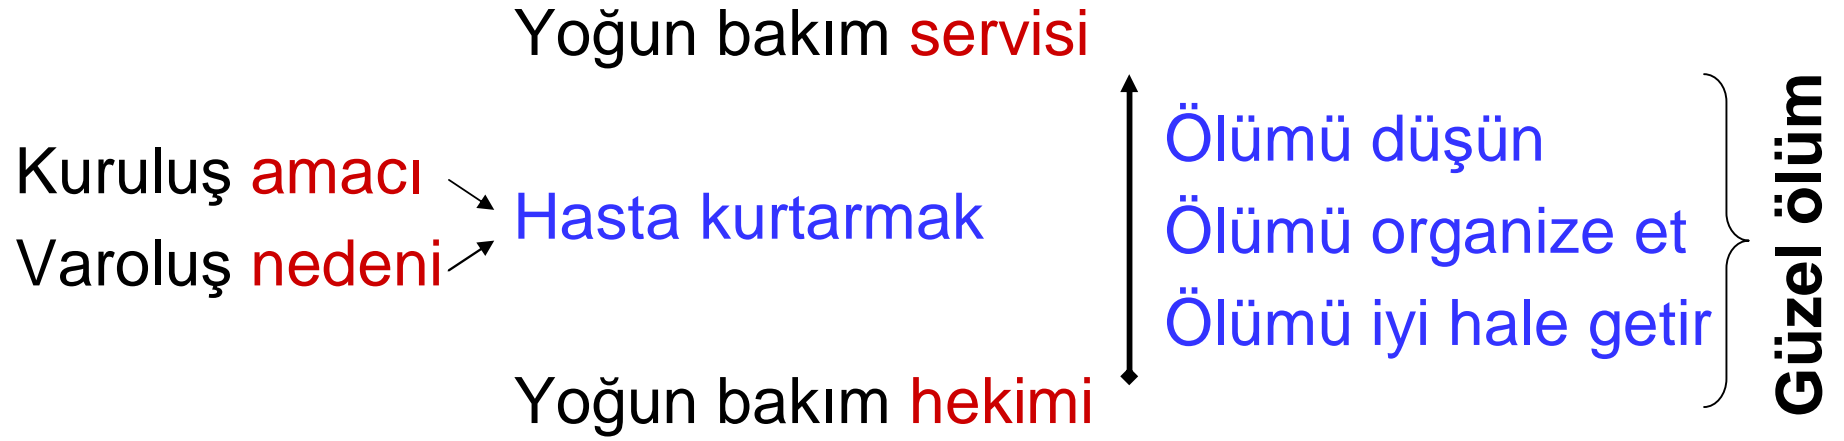 Yoğun bakım servisi
Kuruluş amacı
Varoluş nedeni
Hasta kurtarmak
Yoğun bakım hekimi
Ölümü düşün
Ölümü organize et
Ölümü iyi hale getir
Güzel ölüm